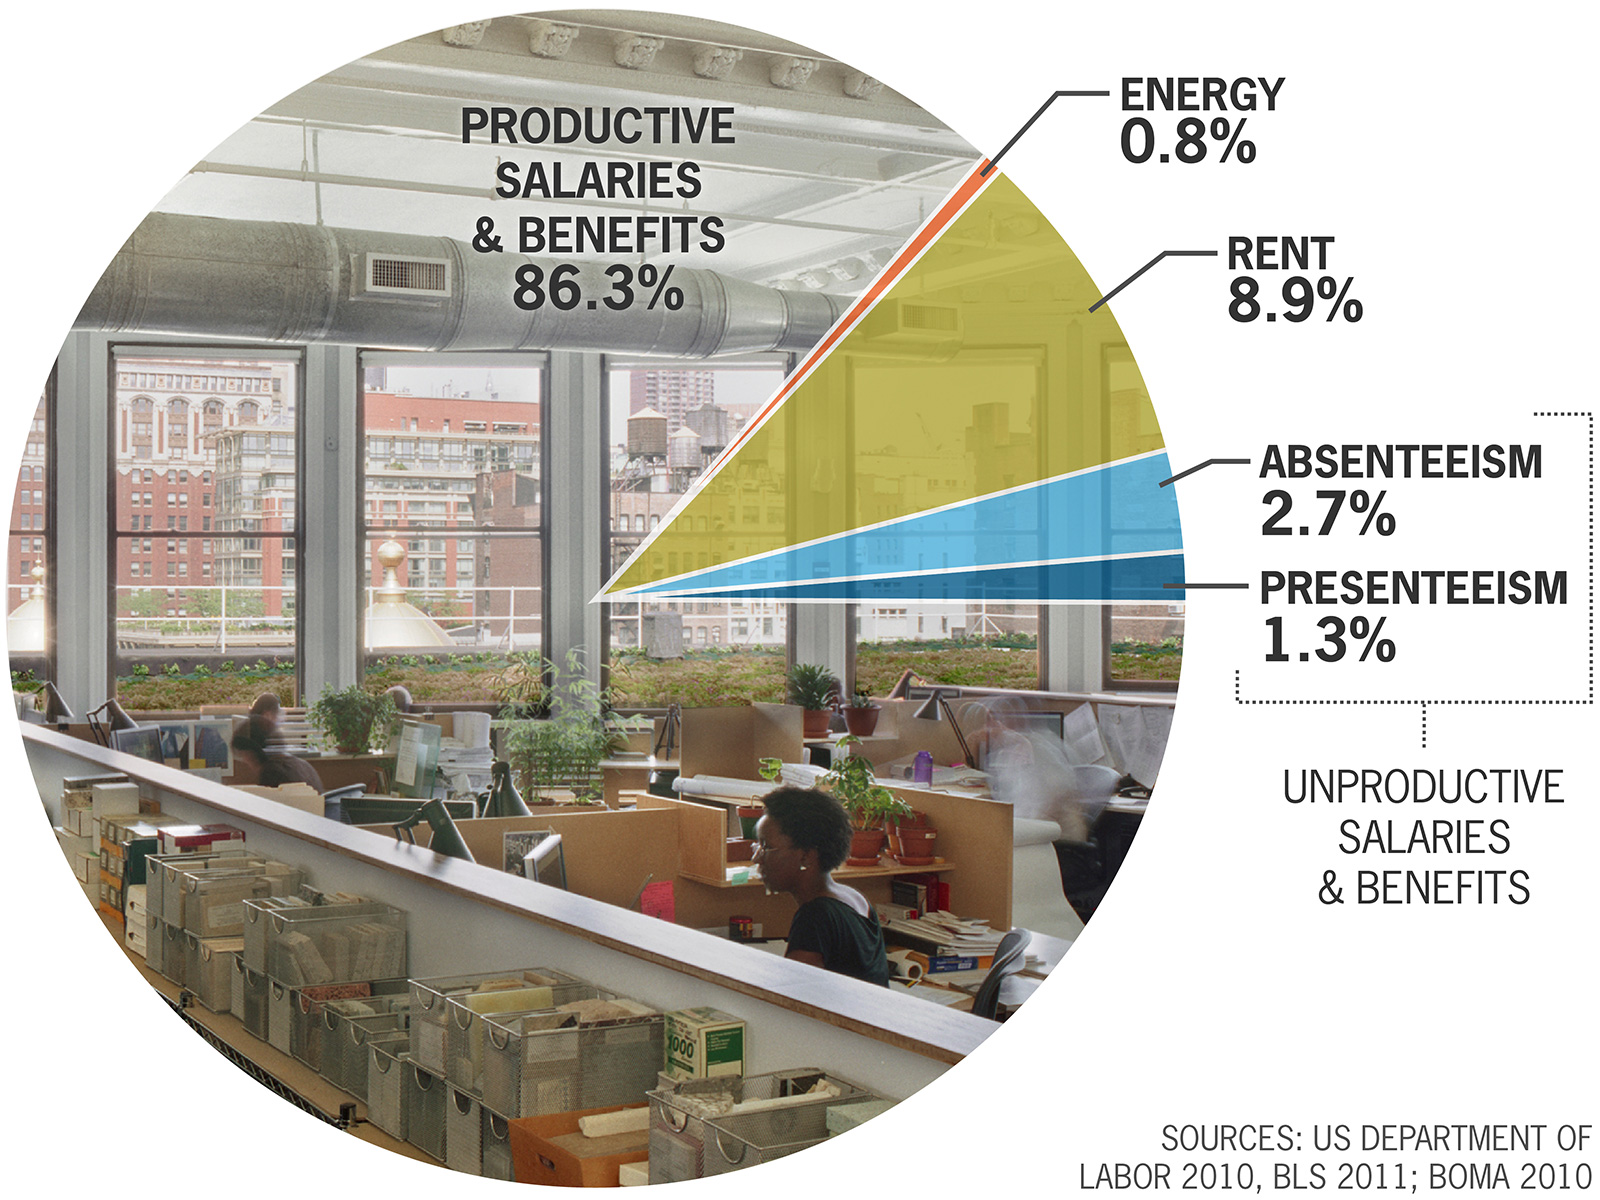 PRODUCTIVE
SALARIES
& BENEFITS
86.3%
ENERGY
0.8%
RENT
8.9%
ABSENTEEISM
2.7%
PRESENTEEISM
1.3%
UNPRODUCTIVE
SALARIES
& BENEFITS
1000
SOURCES: US DEPARTMENT OF
LABOR 2010, BLS 2011; BOMA 2010